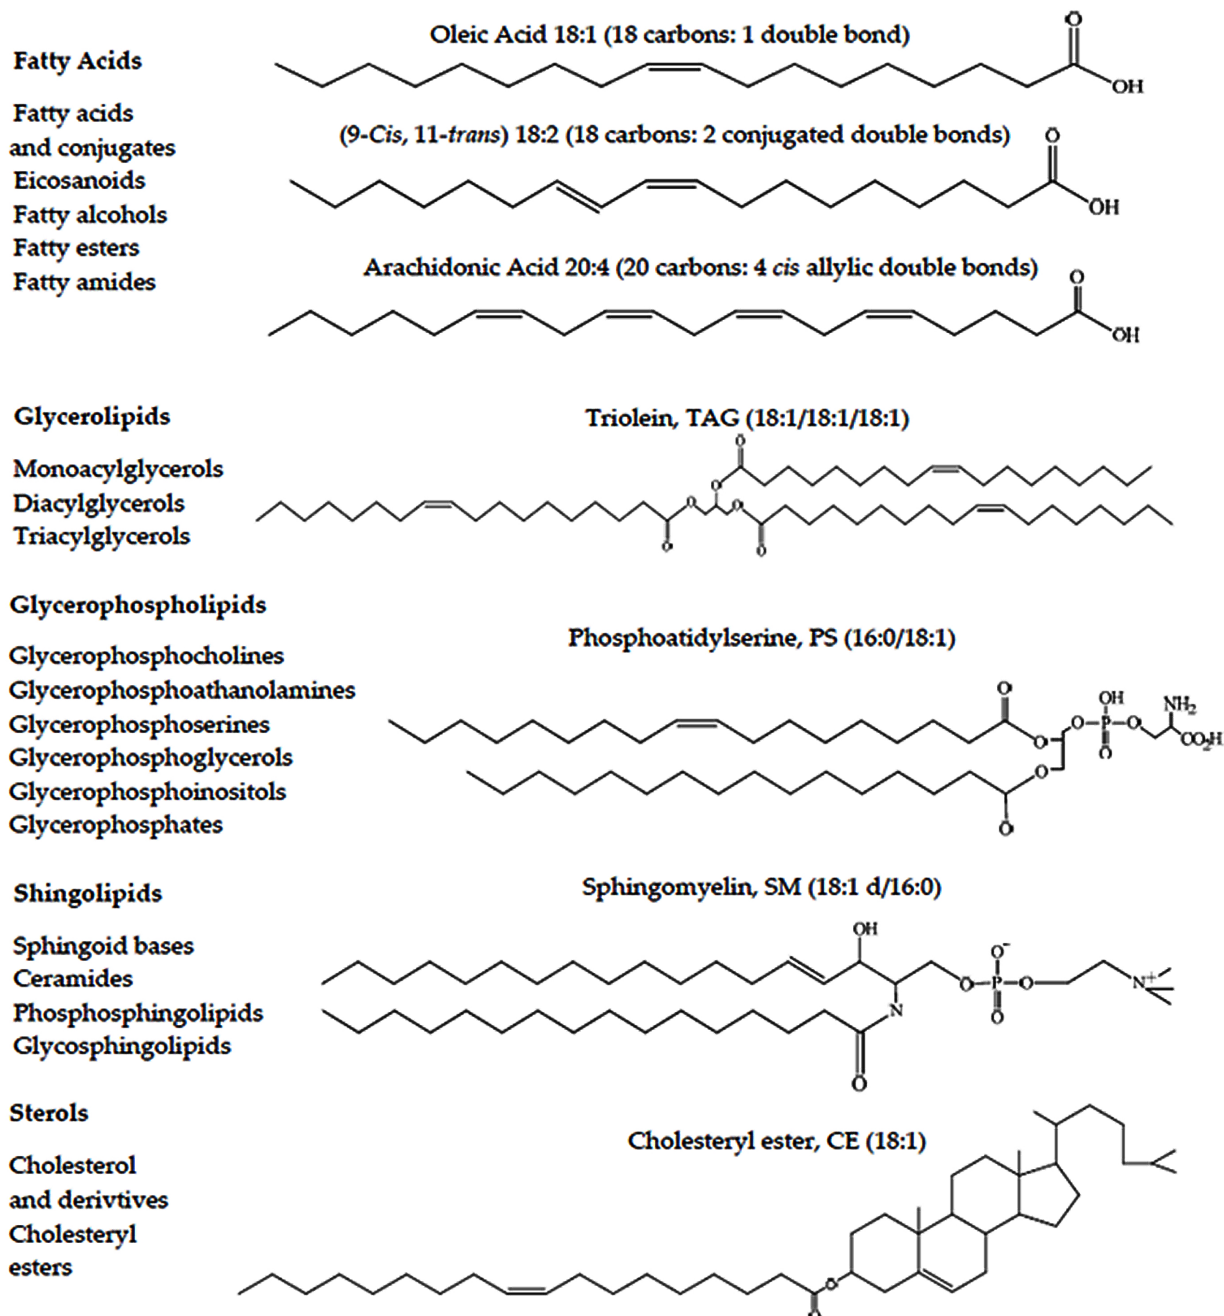 Fatty Acids
Fatty acids
and conjugates
Eicosanoids
Fatty alcohols
Fatty esters
Fatty amides
Oleic Acid 18:1 (18 carbons: 1 double bond)
O
OH
(9-Cis, 11-trans) 18:2 (18 carbons: 2 conjugated double bonds)
O
OH
Arachidonic Acid 20:4 (20 carbons: 4 cis allylic double bonds)
O
OH
Glycerolipids
Monoacylglycerols
Diacylglycerols
Triacylglycerols
Triolein, TAG (18:1/18:1/18:1)
O
O
O
O
O
O
Glycerophospholipids
Glycerophosphocholines
Glycerophosphoathanolamines
Glycerophosphoserines
Glycerophosphoglycerols
Glycerophosphoinositols
Glycerophosphates
Phosphoatidylserine, PS (16:0/18:1)
O
OH
NH2
O
O
P
O
CO2H
O
O
O
Shingolipids
Sphingoid bases
Ceramides
Phosphosphingolipids
Glycosphingolipids
Sphingomyelin, SM (18:1 d/16:0)
OH
O-
O
P
O
N+
N
O
O
Sterols
Cholesterol
and derivtives
Cholesteryl
esters
Cholesteryl ester, CE (18:1)
O
O